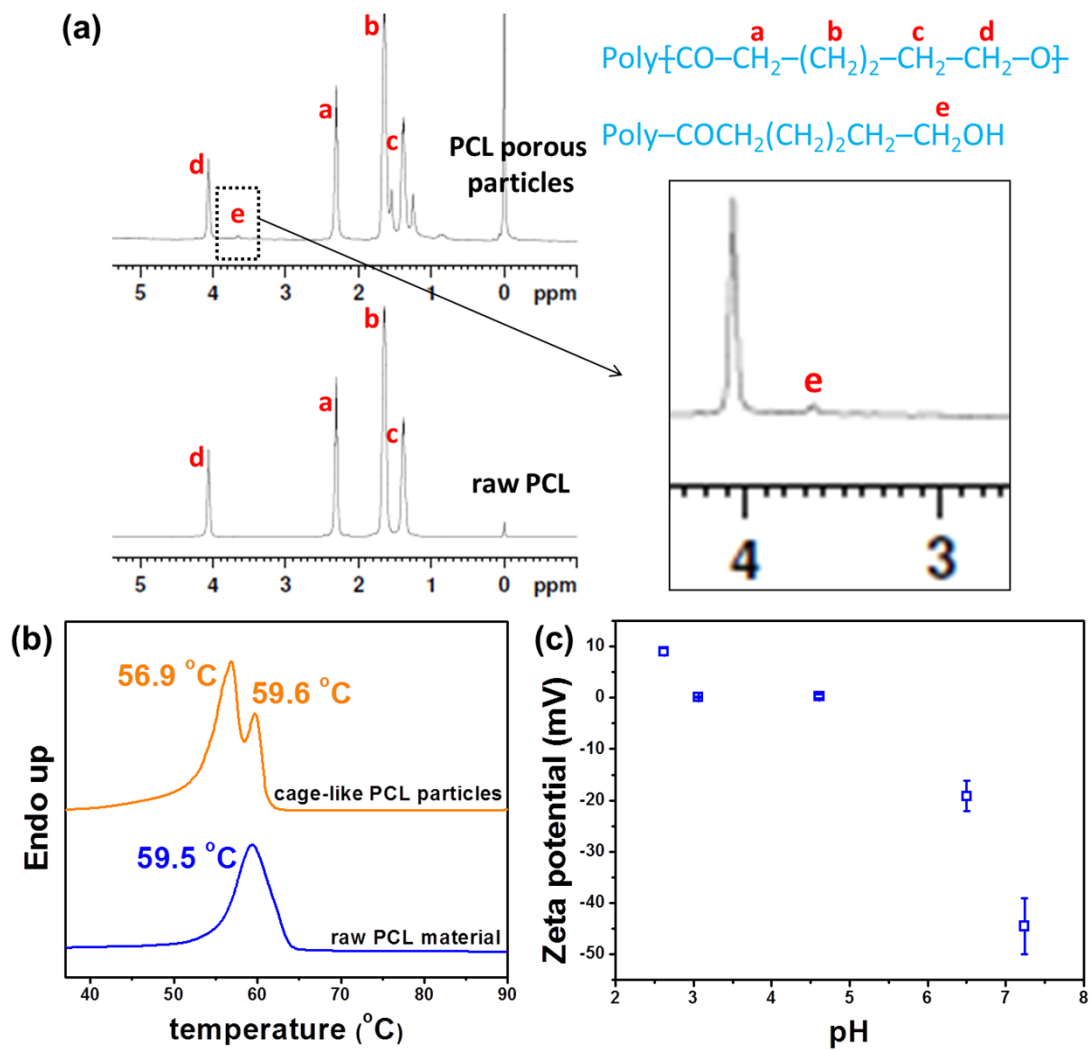 (a)
a b c d
Poly[CO–CH₂–(CH₂)₂–CH₂–CH₂–O]
e
Poly–COCH₂(CH₂)₂CH₂–CH₂OH
b
a
c
d
e
PCL porous
particles
5 4 3 2 1 0 ppm
b
a
c
d
raw PCL
5 4 3 2 1 0 ppm
e
4 3
(b)
56.9 °C
59.6 °C
cage-like PCL particles
59.5 °C
raw PCL material
Endo up
40 50 60 70 80 90
temperature (°C)
(c)
10
0
-10
-20
-30
-40
-50
Zeta potential (mV)
2 3 4 5 6 7 8
pH